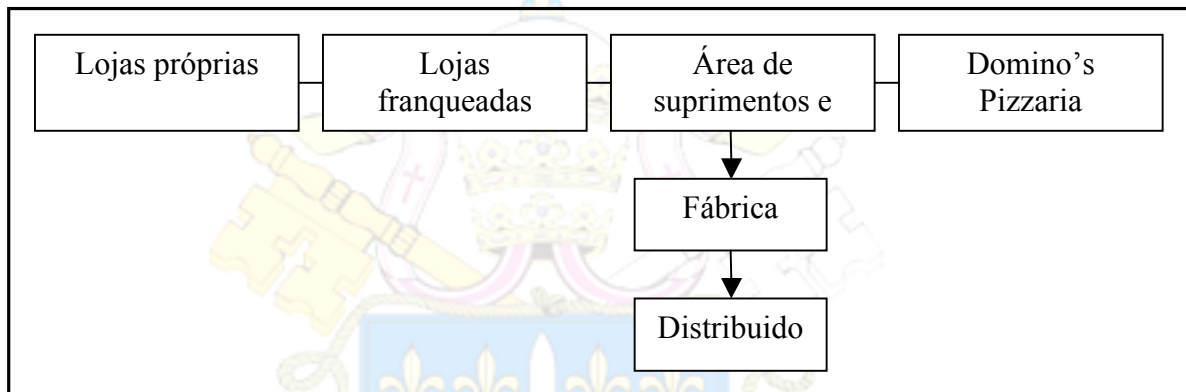 Lojas próprias
Lojas
franqueadas
Área de
suprimentos e
Domino’s
Pizzaria
Fábrica
Distribuido